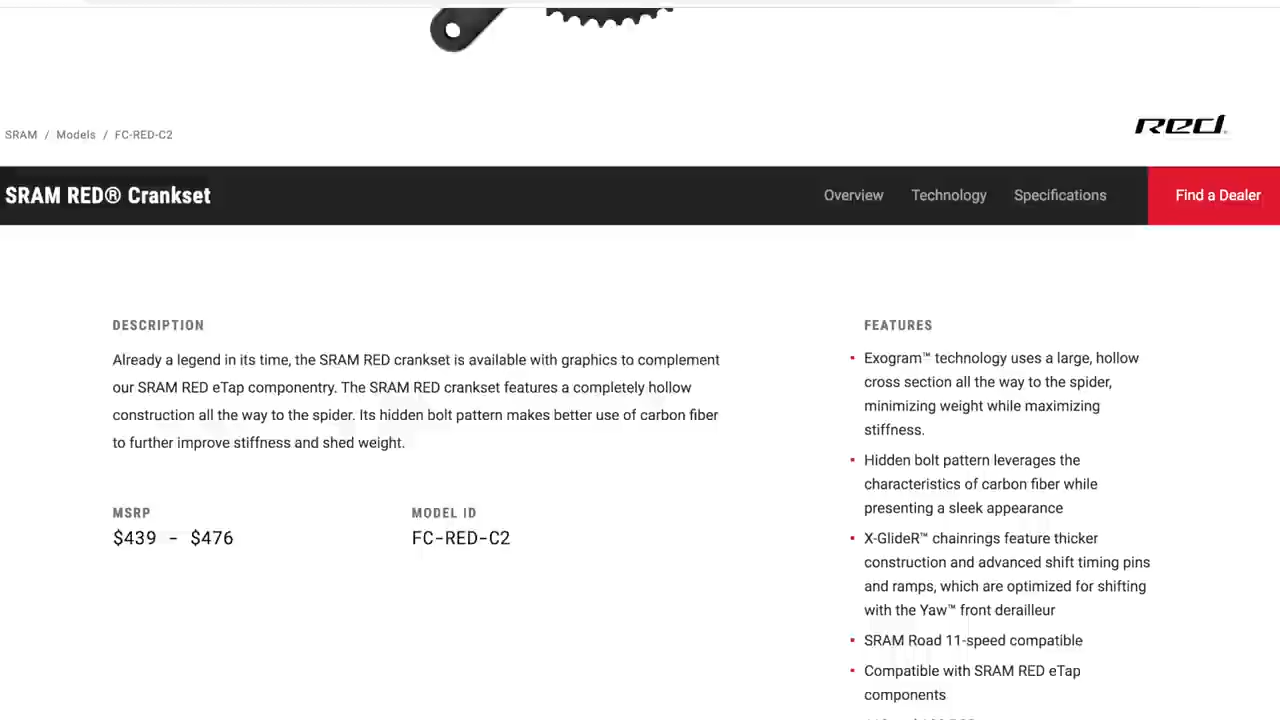 RED
SRAM / Models / FC-RED-C2
SRAM RED® Crankset
Overview
Technology
Specifications
Find a Dealer
DESCRIPTION
Already a legend in its time, the SRAM RED crankset is available with graphics to complement
our SRAM RED eTap componentry. The SRAM RED crankset features a completely hollow
construction all the way to the spider. Its hidden bolt pattern makes better use of carbon fiber
to further improve stiffness and shed weight.
MSRP
$439 - $476
MODEL ID
FC-RED-C2
FEATURES
Exogram™ technology uses a large, hollow
cross section all the way to the spider,
minimizing weight while maximizing
stiffness.
Hidden bolt pattern leverages the
characteristics of carbon fiber while
presenting a sleek appearance
X-GlideR™ chainrings feature thicker
construction and advanced shift timing pins
and ramps, which are optimized for shifting
with the Yaw™ front derailleur
SRAM Road 11-speed compatible
Compatible with SRAM RED eTap
components